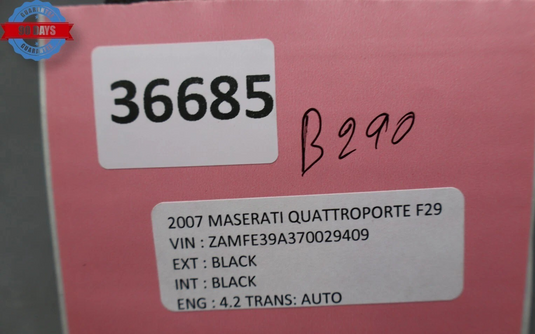 36685
B290
2007 MASERATI QUATTROPORTE F29
VIN : ZAMFE39A370029409
EXT : BLACK
INT : BLACK
ENG : 4.2 TRANS: AUTO